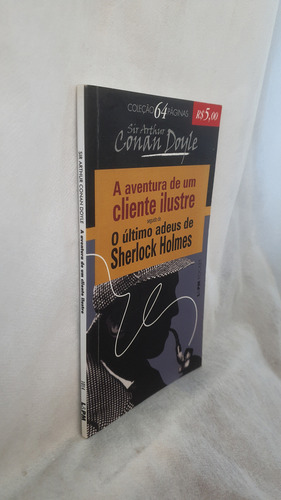 COLEÇÃO 64 PÁGINAS
R$5,00
Sir Arthur
Conan Doyle
A aventura de um
cliente ilustre
seguido de
O último adeus de
Sherlock Holmes
SIR ARTHUR CONAN DOYLE A aventura de um cliente ilustre
L&PM